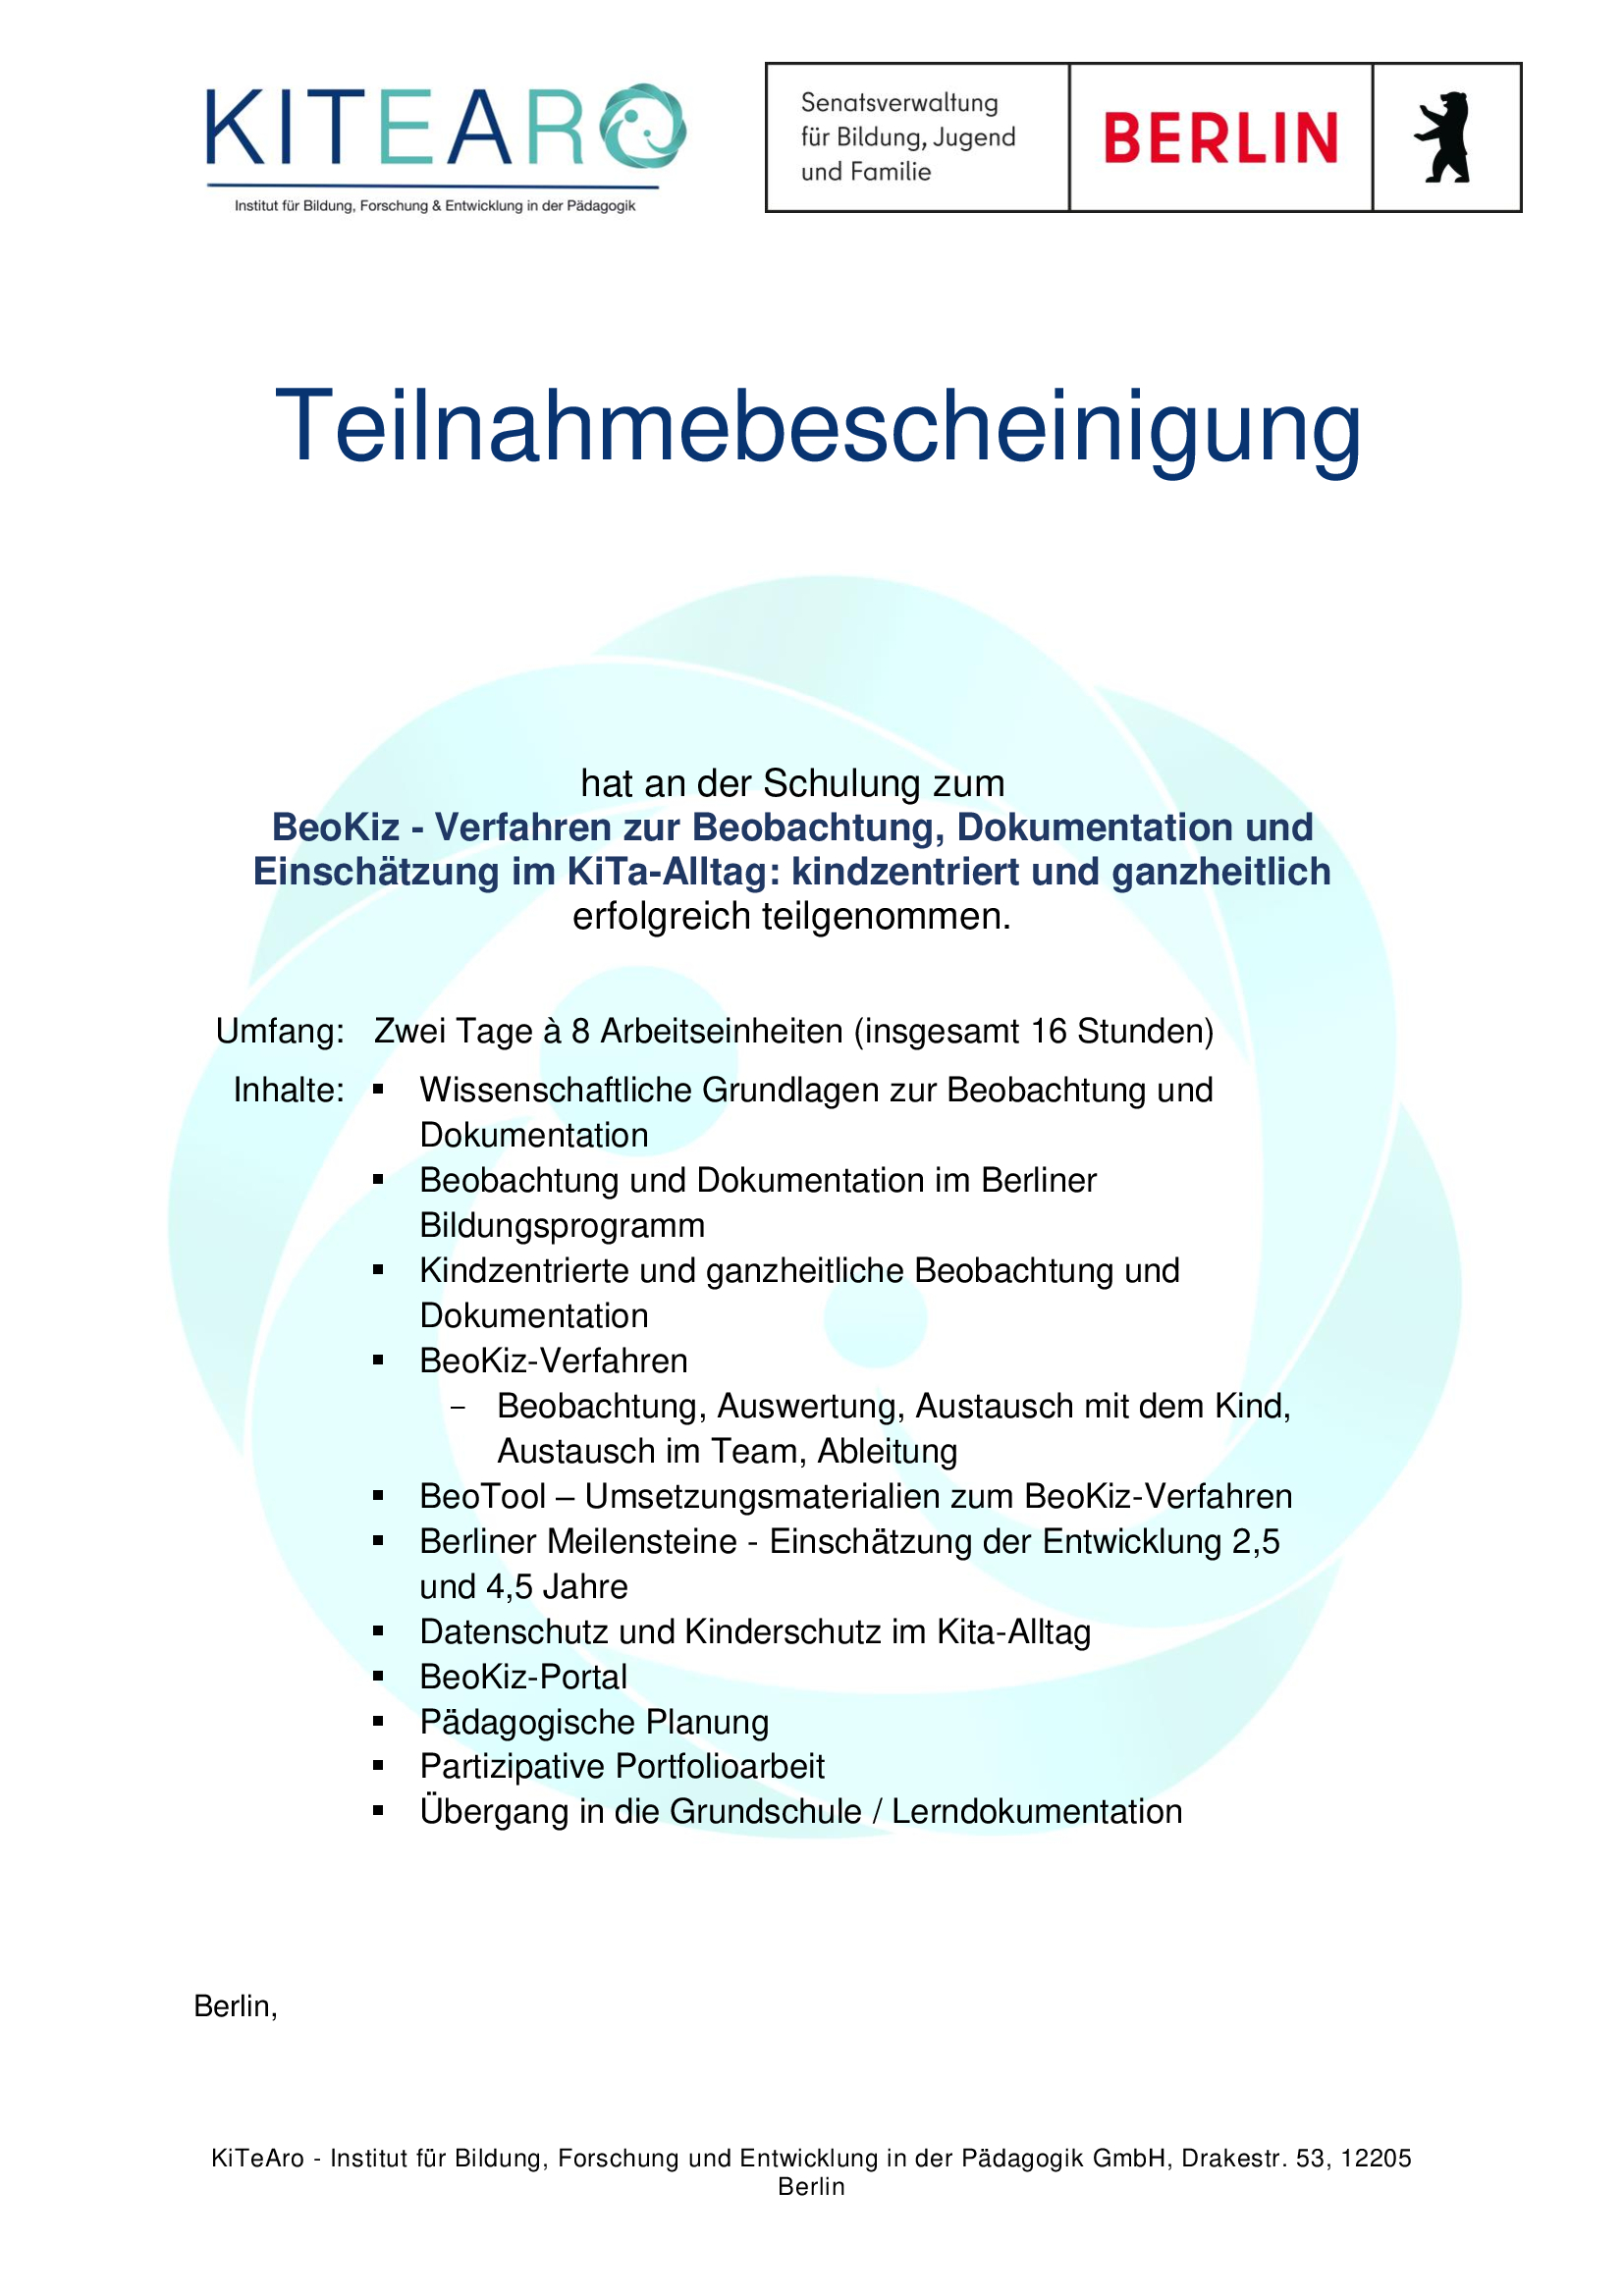 KITEARO
Institut für Bildung, Forschung & Entwicklung in der Pädagogik
Senatsverwaltung
für Bildung, Jugend
und Familie
BERLIN
Teilnahmebescheinigung
hat an der Schulung zum
BeoKiz - Verfahren zur Beobachtung, Dokumentation und
Einschätzung im KiTa-Alltag: kindzentriert und ganzheitlich
erfolgreich teilgenommen.
Umfang: Zwei Tage à 8 Arbeitseinheiten (insgesamt 16 Stunden)
Inhalte: ▪ Wissenschaftliche Grundlagen zur Beobachtung und
Dokumentation
▪ Beobachtung und Dokumentation im Berliner
Bildungsprogramm
▪ Kindzentrierte und ganzheitliche Beobachtung und
Dokumentation
▪ BeoKiz-Verfahren
− Beobachtung, Auswertung, Austausch mit dem Kind,
Austausch im Team, Ableitung
▪ BeoTool – Umsetzungsmaterialien zum BeoKiz-Verfahren
▪ Berliner Meilensteine - Einschätzung der Entwicklung 2,5
und 4,5 Jahre
▪ Datenschutz und Kinderschutz im Kita-Alltag
▪ BeoKiz-Portal
▪ Pädagogische Planung
▪ Partizipative Portfolioarbeit
▪ Übergang in die Grundschule / Lerndokumentation
Berlin,
KiTeAro - Institut für Bildung, Forschung und Entwicklung in der Pädagogik GmbH, Drakestr. 53, 12205
Berlin